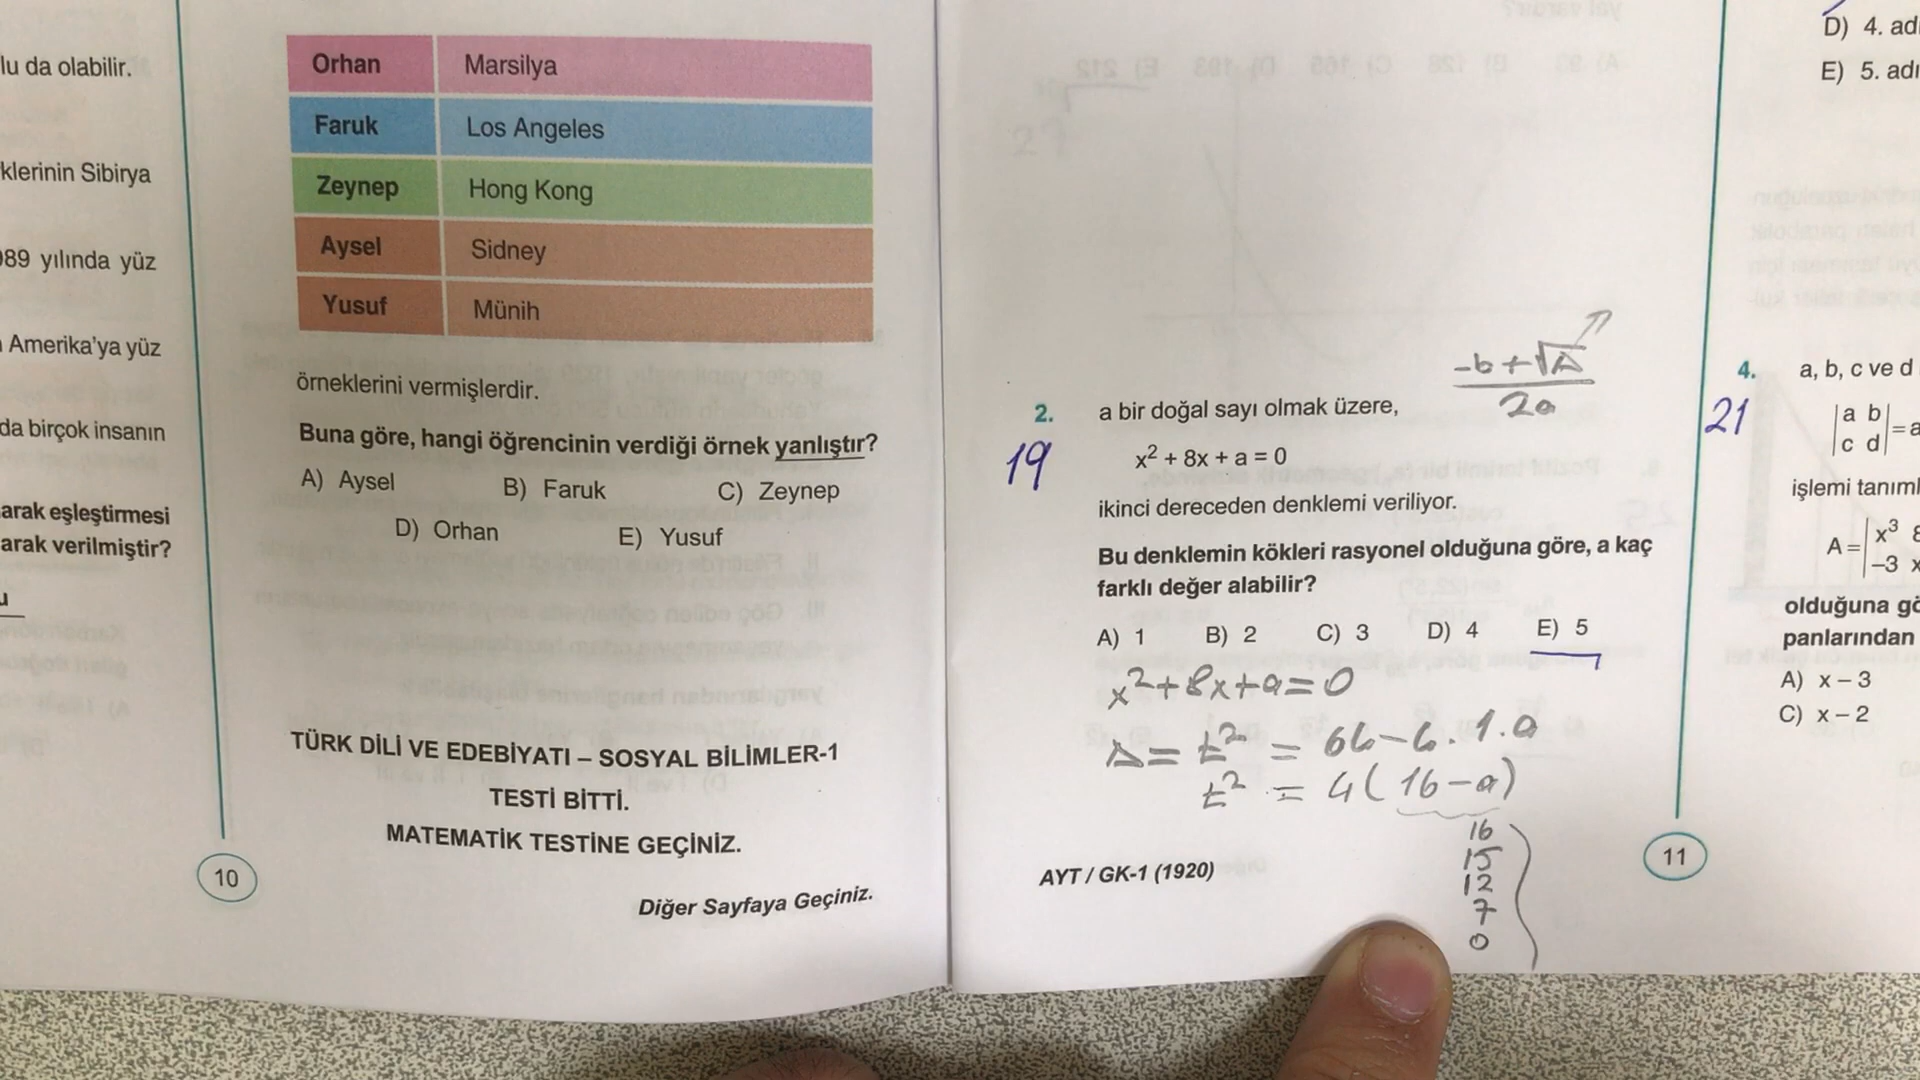 lu da olabilir.
klerinin Sibirya
989 yılında yüz
Amerika'ya yüz
da birçok insanın
arak eşleştirmesi
arak verilmiştir?
Orhan Marsilya
Faruk Los Angeles
Zeynep Hong Kong
Aysel Sidney
Yusuf Münih
örneklerini vermişlerdir.
Buna göre, hangi öğrencinin verdiği örnek yanlıştır?
A) Aysel B) Faruk C) Zeynep
D) Orhan E) Yusuf
TÜRK DİLİ VE EDEBİYATI – SOSYAL BİLİMLER-1
TESTİ BİTTİ.
MATEMATİK TESTİNE GEÇİNİZ.
10
Diğer Sayfaya Geçiniz.
-b+√Δ
2a
2. a bir doğal sayı olmak üzere,
19
x² + 8x + a = 0
ikinci dereceden denklemi veriliyor.
Bu denklemin kökleri rasyonel olduğuna göre, a kaç
farklı değer alabilir?
A) 1 B) 2 C) 3 D) 4 E) 5
x²+8x+a=0
Δ = t² = 64-4.1.a
t² = 4(16-a)
16
15
12
7
0
AYT / GK-1 (1920)
11
D) 4. adı
E) 5. adı
4. a, b, c ve d
21
|a b|
|c d| = a
işlemi tanıml
A = |x³ 8
|-3 x
olduğuna gö
panlarından
A) x – 3
C) x – 2